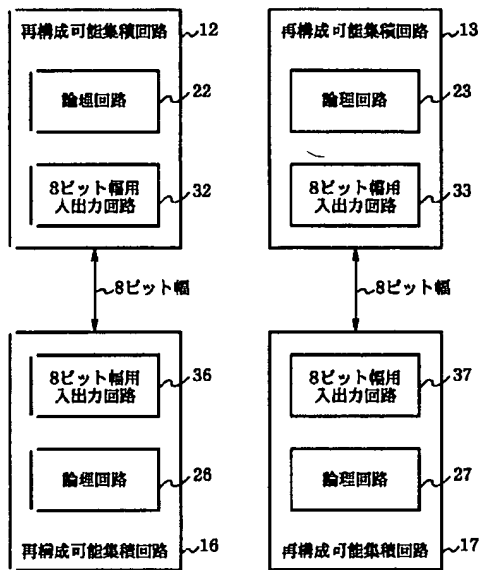 再構成可能集積回路 12
論理回路 22
8ビット幅用
入出力回路 32
8ビット幅
8ビット幅用
入出力回路 36
論理回路 26
再構成可能集積回路 16
再構成可能集積回路 13
論理回路 23
8ビット幅用
入出力回路 33
8ビット幅
8ビット幅用
入出力回路 37
論理回路 27
再構成可能集積回路 17